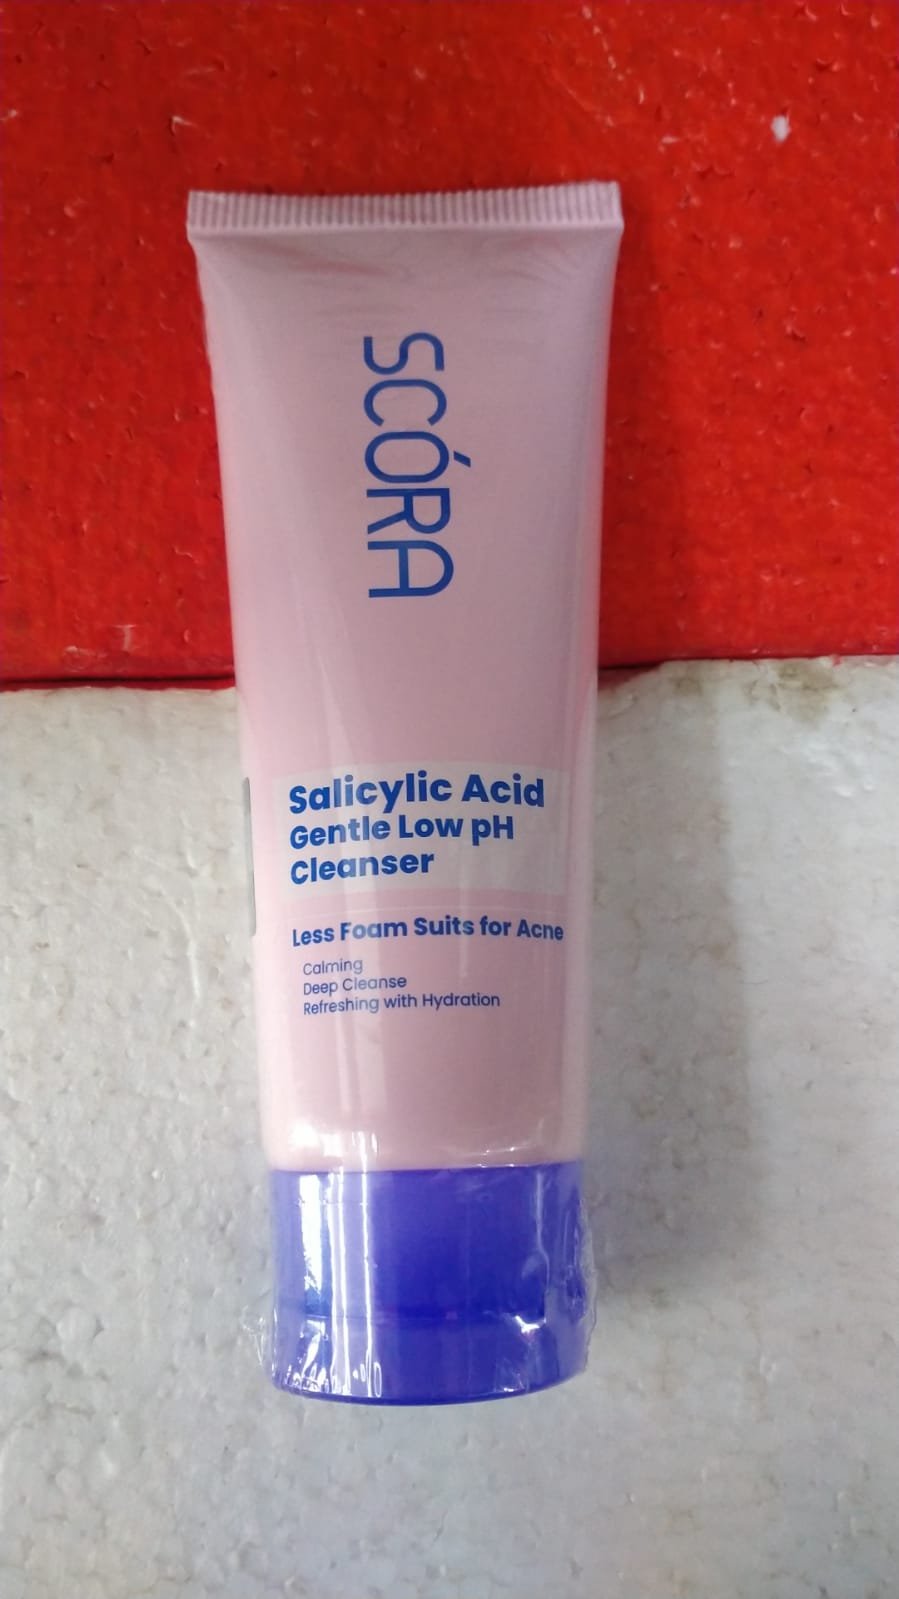 SCÓRA
Salicylic Acid
Gentle Low pH
Cleanser
Less Foam Suits for Acne
Calming
Deep Cleanse
Refreshing with Hydration